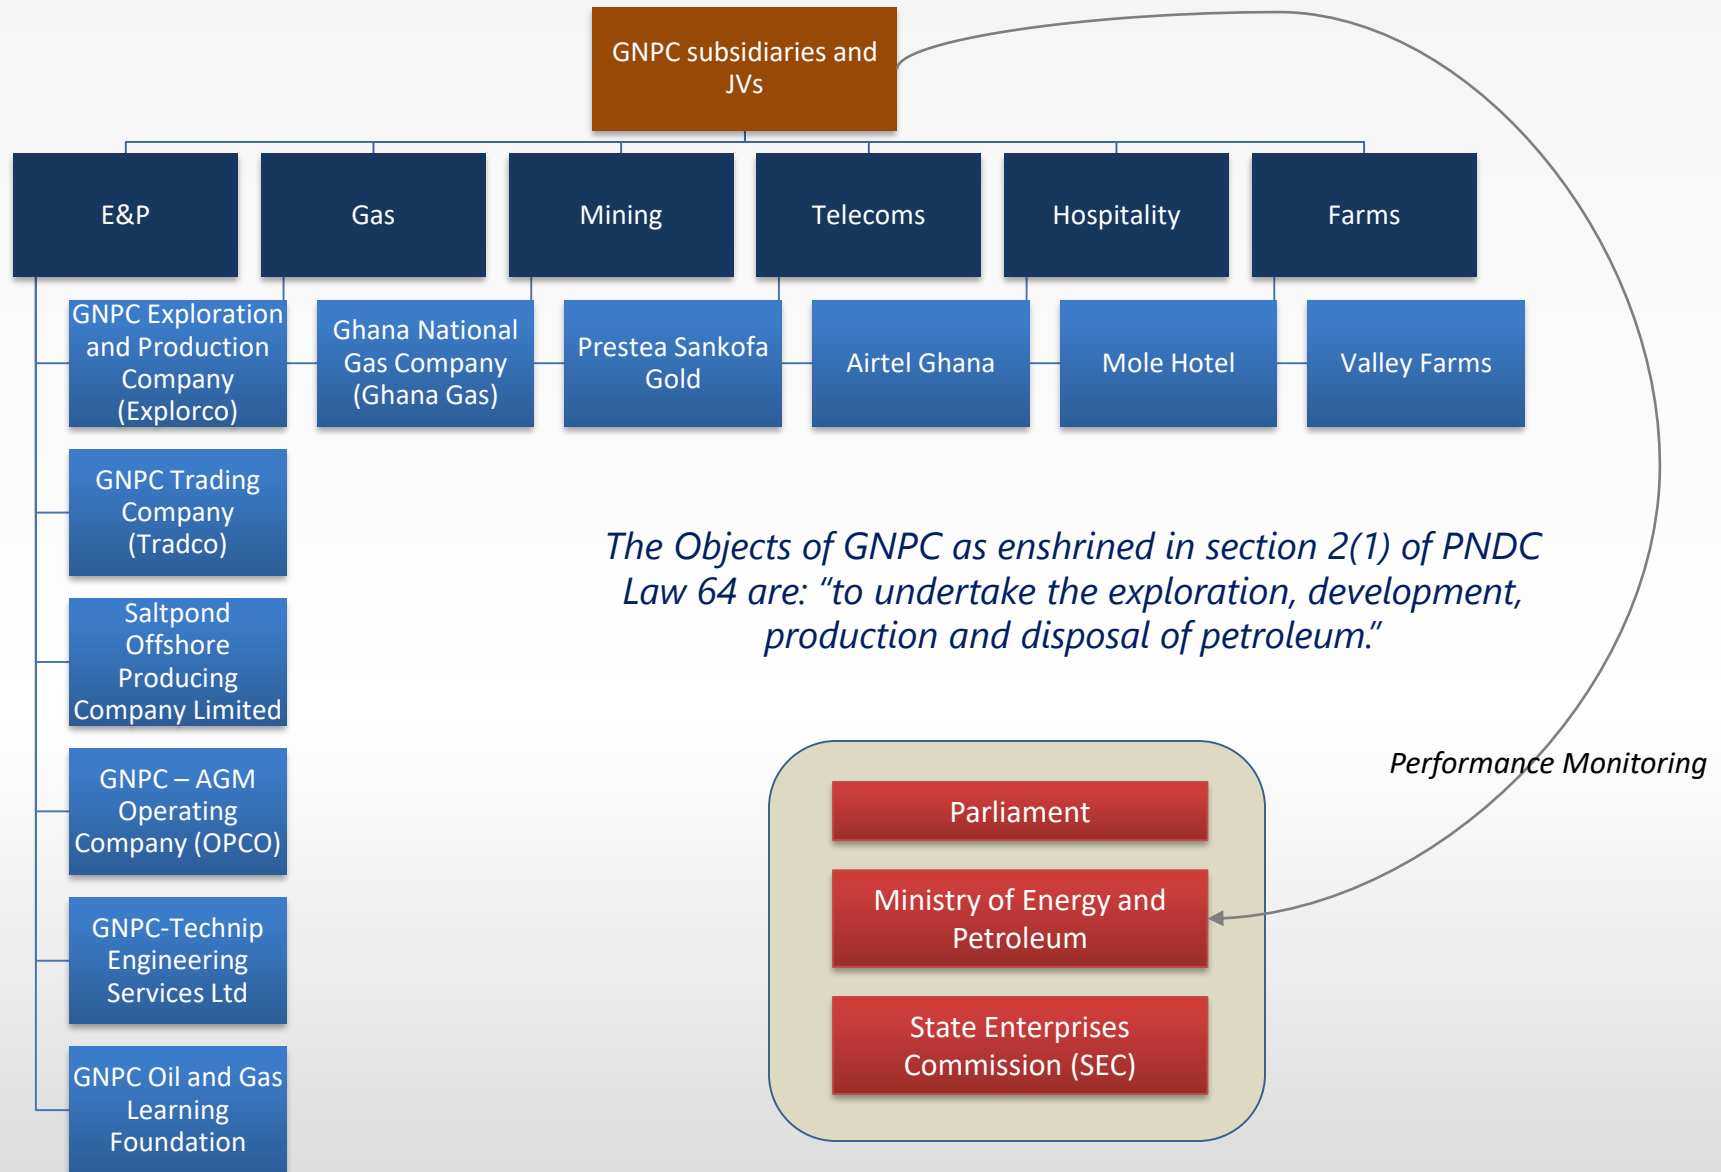 GNPC subsidiaries and
JVs
E&P
Gas
Mining
Telecoms
Hospitality
Farms
GNPC Exploration
and Production
Company
(Explorco)
Ghana National
Gas Company
(Ghana Gas)
Prestea Sankofa
Gold
Airtel Ghana
Mole Hotel
Valley Farms
GNPC Trading
Company
(Tradco)
Saltpond
Offshore
Producing
Company Limited
GNPC – AGM
Operating
Company (OPCO)
GNPC-Technip
Engineering
Services Ltd
GNPC Oil and Gas
Learning
Foundation
The Objects of GNPC as enshrined in section 2(1) of PNDC
Law 64 are: “to undertake the exploration, development,
production and disposal of petroleum.”
Performance Monitoring
Parliament
Ministry of Energy and
Petroleum
State Enterprises
Commission (SEC)